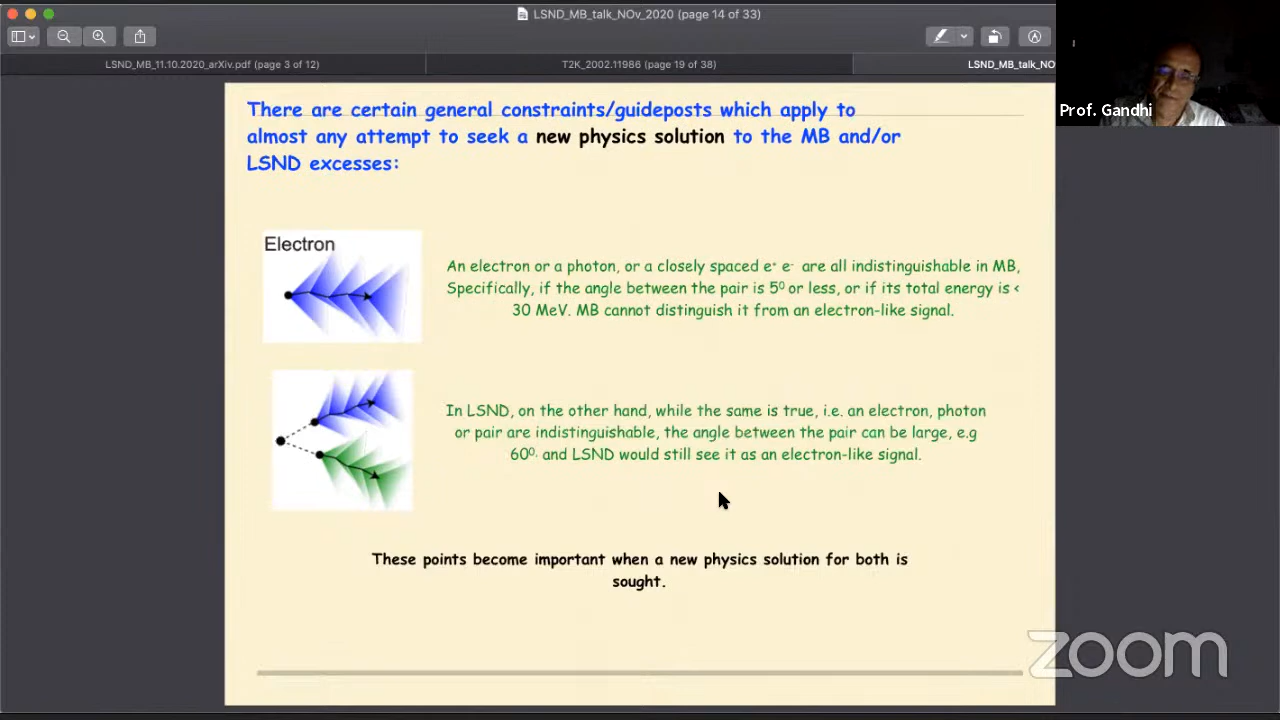 LSND_MB_talk_NOv_2020 (page 14 of 33)
LSND_MB_11.10.2020_arXiv.pdf (page 3 of 12)
T2K_2002.11986 (page 19 of 38)
LSND_MB_talk_NO
Prof. Gandhi
There are certain general constraints/guideposts which apply to
almost any attempt to seek a new physics solution to the MB and/or
LSND excesses:
Electron
An electron or a photon, or a closely spaced e⁺ e⁻ are all indistinguishable in MB,
Specifically, if the angle between the pair is 5⁰ or less, or if its total energy is <
30 MeV. MB cannot distinguish it from an electron-like signal.
In LSND, on the other hand, while the same is true, i.e. an electron, photon
or pair are indistinguishable, the angle between the pair can be large, e.g
60⁰. and LSND would still see it as an electron-like signal.
These points become important when a new physics solution for both is
sought.
zoom